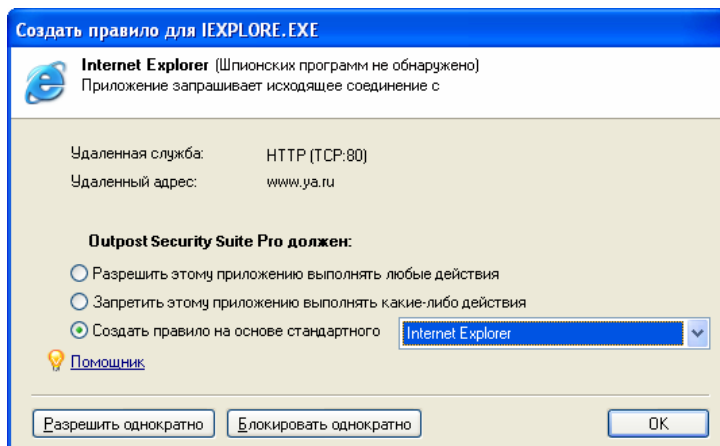 Создать правило для IEXPLORE.EXE
Internet Explorer (Шпионских программ не обнаружено)
Приложение запрашивает исходящее соединение с
Удаленная служба: HTTP (TCP:80)
Удаленный адрес: www.ya.ru
Outpost Security Suite Pro должен:
Разрешить этому приложению выполнять любые действия
Запретить этому приложению выполнять какие-либо действия
Создать правило на основе стандартного Internet Explorer
Помощник
Разрешить однократно Блокировать однократно OK